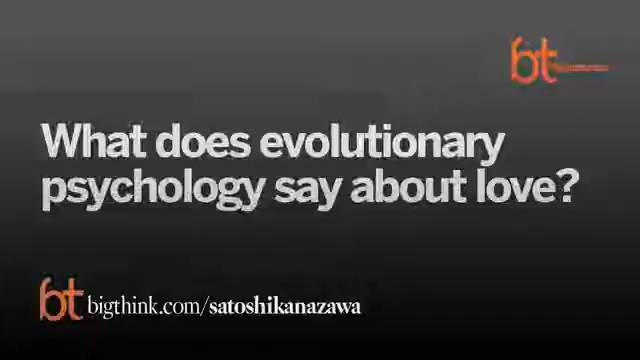 bt
What does evolutionary
psychology say about love?
bt bigthink.com/satoshikanazawa